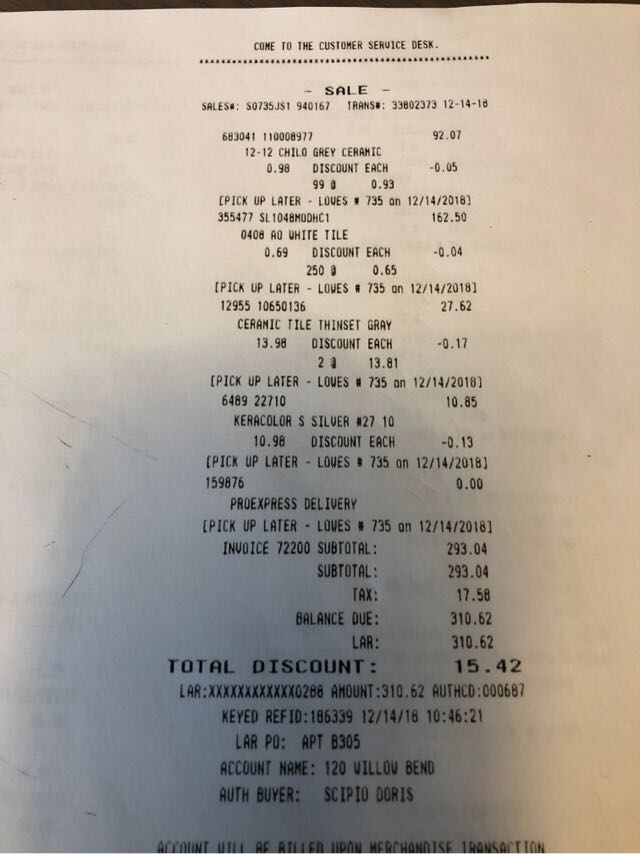 COME TO THE CUSTOMER SERVICE DESK.
****************************************************
- SALE -
SALES#: S0735JS1 940167 TRANS#: 33802373 12-14-18
683041 110008977 92.07
12-12 CHILO GREY CERAMIC
0.98 DISCOUNT EACH -0.05
99 @ 0.93
[PICK UP LATER - LOWES # 735 on 12/14/2018]
355477 SL1048MODHC1 162.50
0408 AO WHITE TILE
0.69 DISCOUNT EACH -0.04
250 @ 0.65
[PICK UP LATER - LOWES # 735 on 12/14/2018]
12955 10650136 27.62
CERAMIC TILE THINSET GRAY
13.98 DISCOUNT EACH -0.17
2 @ 13.81
[PICK UP LATER - LOWES # 735 on 12/14/2018]
6489 22710 10.85
KERACOLOR S SILVER #27 10
10.98 DISCOUNT EACH -0.13
[PICK UP LATER - LOWES # 735 on 12/14/2018]
159876 0.00
PROEXPRESS DELIVERY
[PICK UP LATER - LOWES # 735 on 12/14/2018]
INVOICE 72200 SUBTOTAL: 293.04
SUBTOTAL: 293.04
TAX: 17.58
BALANCE DUE: 310.62
LAR: 310.62
TOTAL DISCOUNT: 15.42
LAR:XXXXXXXXXXXX0288 AMOUNT:310.62 AUTHCD:000687
KEYED REFID:186339 12/14/18 10:46:21
LAR PO: APT B305
ACCOUNT NAME: 120 WILLOW BEND
AUTH BUYER: SCIPIO DORIS
ACCOUNT WILL BE BILLED UPON MERCHANDISE TRANSACTION